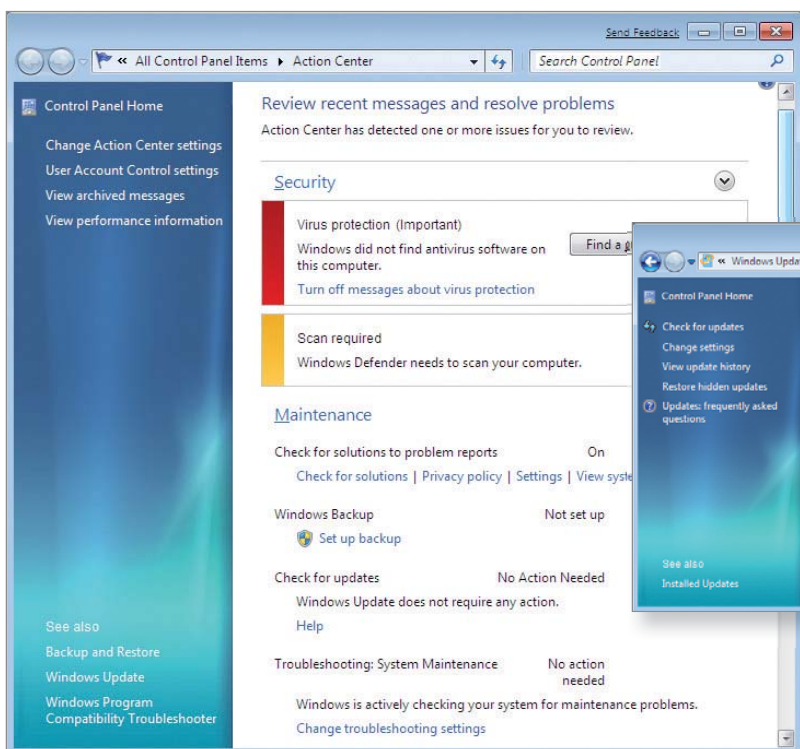 Send Feedback
« All Control Panel Items ▸ Action Center
Search Control Panel
Control Panel Home
Change Action Center settings
User Account Control settings
View archived messages
View performance information
See also
Backup and Restore
Windows Update
Windows Program
Compatibility Troubleshooter
Review recent messages and resolve problems
Action Center has detected one or more issues for you to review.
Security
Virus protection (Important)
Windows did not find antivirus software on
this computer.
Find a
Turn off messages about virus protection
Scan required
Windows Defender needs to scan your computer.
Maintenance
Check for solutions to problem reports On
Check for solutions | Privacy policy | Settings | View syste
Windows Backup Not set up
Set up backup
Check for updates No Action Needed
Windows Update does not require any action.
Help
Troubleshooting: System Maintenance No action
needed
Windows is actively checking your system for maintenance problems.
Change troubleshooting settings
« Windows Upda
Control Panel Home
Check for updates
Change settings
View update history
Restore hidden updates
Updates: frequently asked
questions
See also
Installed Updates